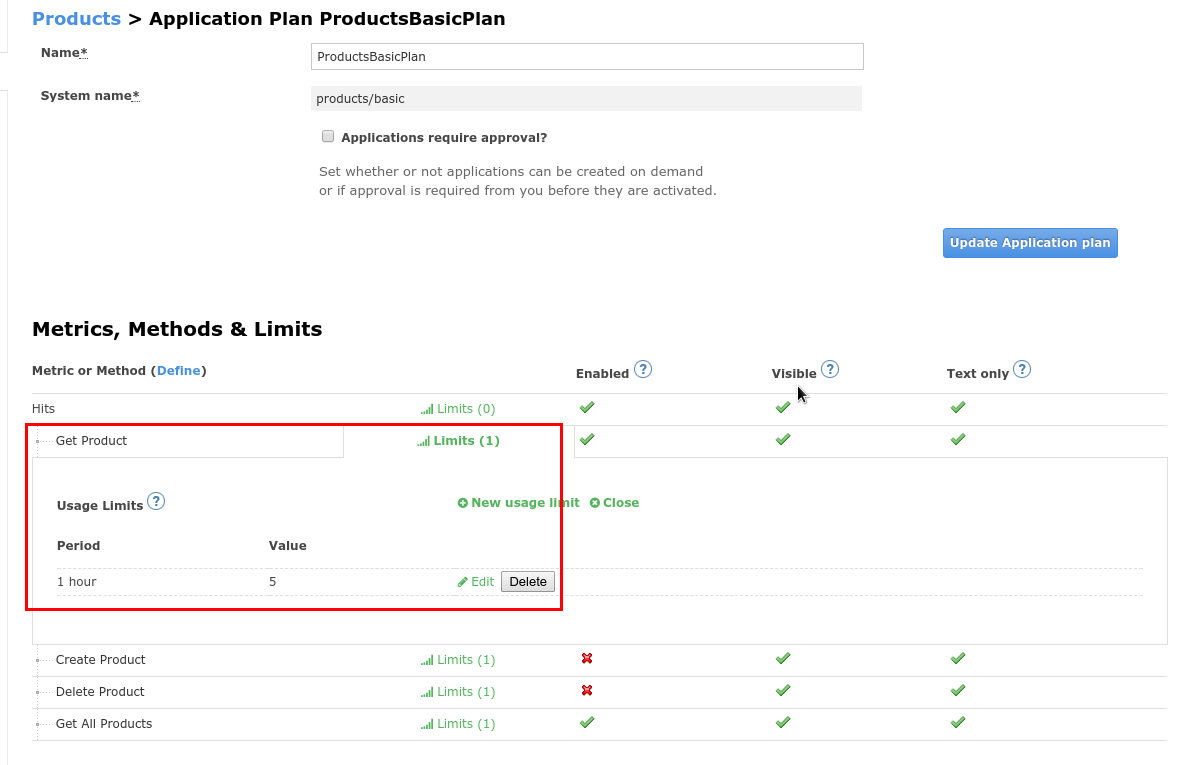 Products > Application Plan ProductsBasicPlan
Name*
ProductsBasicPlan
System name*
products/basic
Applications require approval?
Set whether or not applications can be created on demand
or if approval is required from you before they are activated.
Update Application plan
Metrics, Methods & Limits
Metric or Method (Define) Enabled ? Visible ? Text only ?
Hits Limits (0)
Get Product Limits (1)
Usage Limits ? New usage limit Close
Period Value
1 hour 5 Edit Delete
Create Product Limits (1)
Delete Product Limits (1)
Get All Products Limits (1)